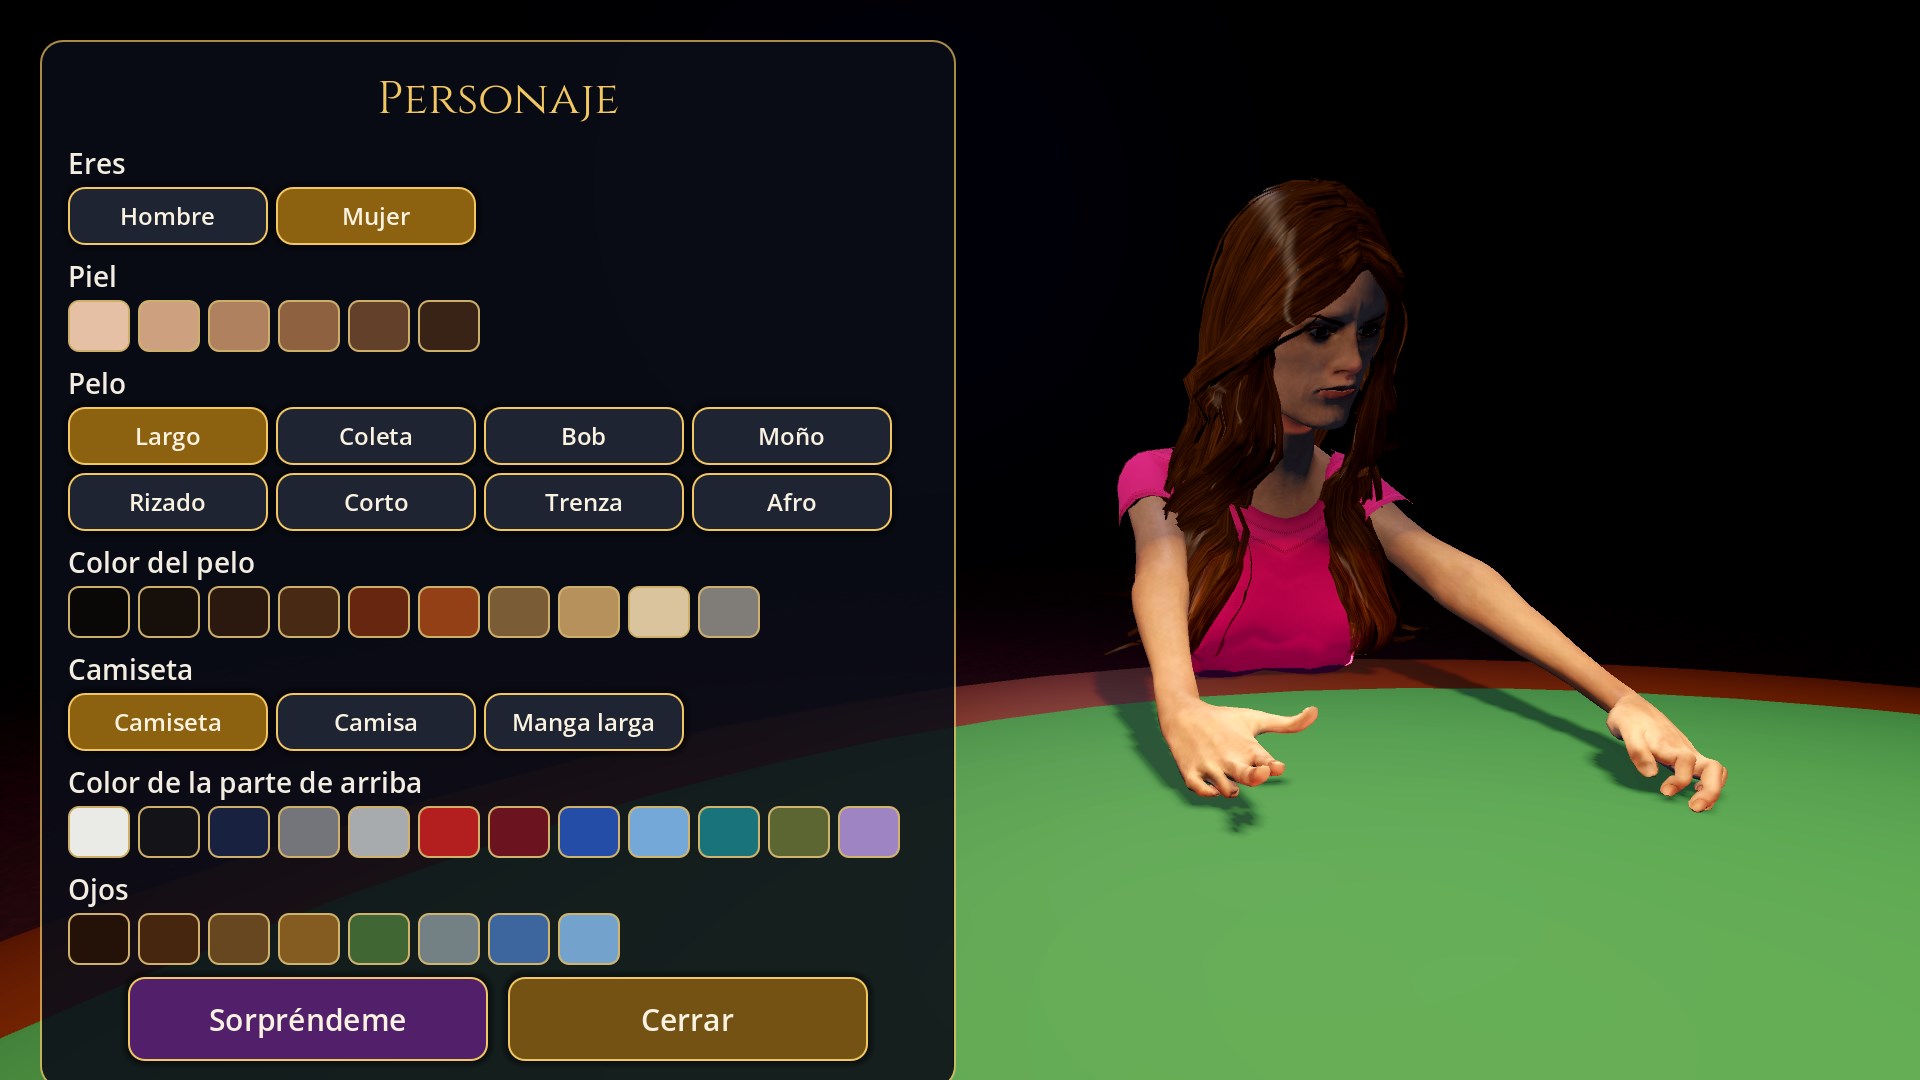 Personaje
Eres
Hombre Mujer
Piel
Pelo
Largo Coleta Bob Moño
Rizado Corto Trenza Afro
Color del pelo
Camiseta
Camiseta Camisa Manga larga
Color de la parte de arriba
Ojos
Sorpréndeme Cerrar